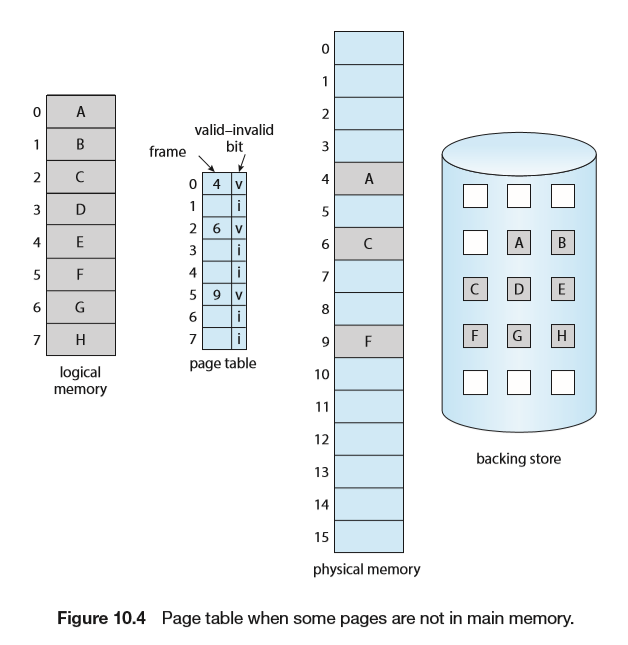 0 A
1 B
2 C
3 D
4 E
5 F
6 G
7 H
logical
memory
valid–invalid
bit
frame
0 4 v
1 i
2 6 v
3 i
4 i
5 9 v
6 i
7 i
page table
0
1
2
3
4 A
5
6 C
7
8
9 F
10
11
12
13
14
15
physical memory
A B
C D E
F G H
backing store
Figure 10.4 Page table when some pages are not in main memory.